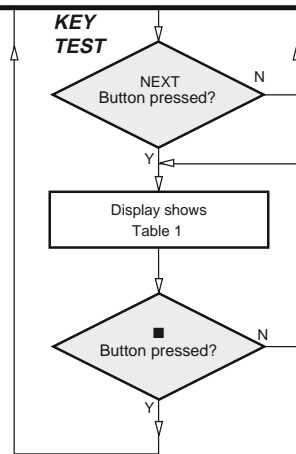 KEY
TEST
NEXT
Button pressed?
N
Y
Display shows
Table 1
■
Button pressed?
N
Y